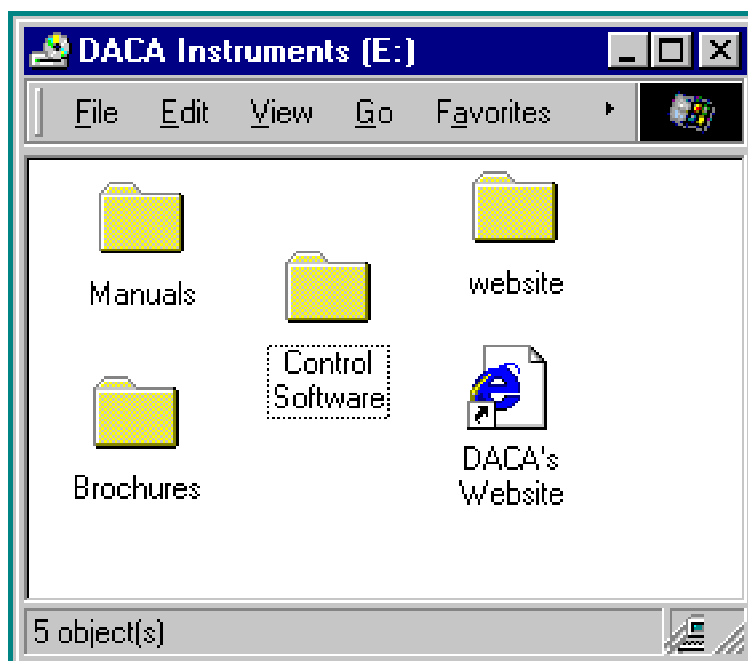 DACA Instruments (E:)
File Edit View Go Favorites
Manuals
website
Control
Software
Brochures
DACA's
Website
5 object(s)